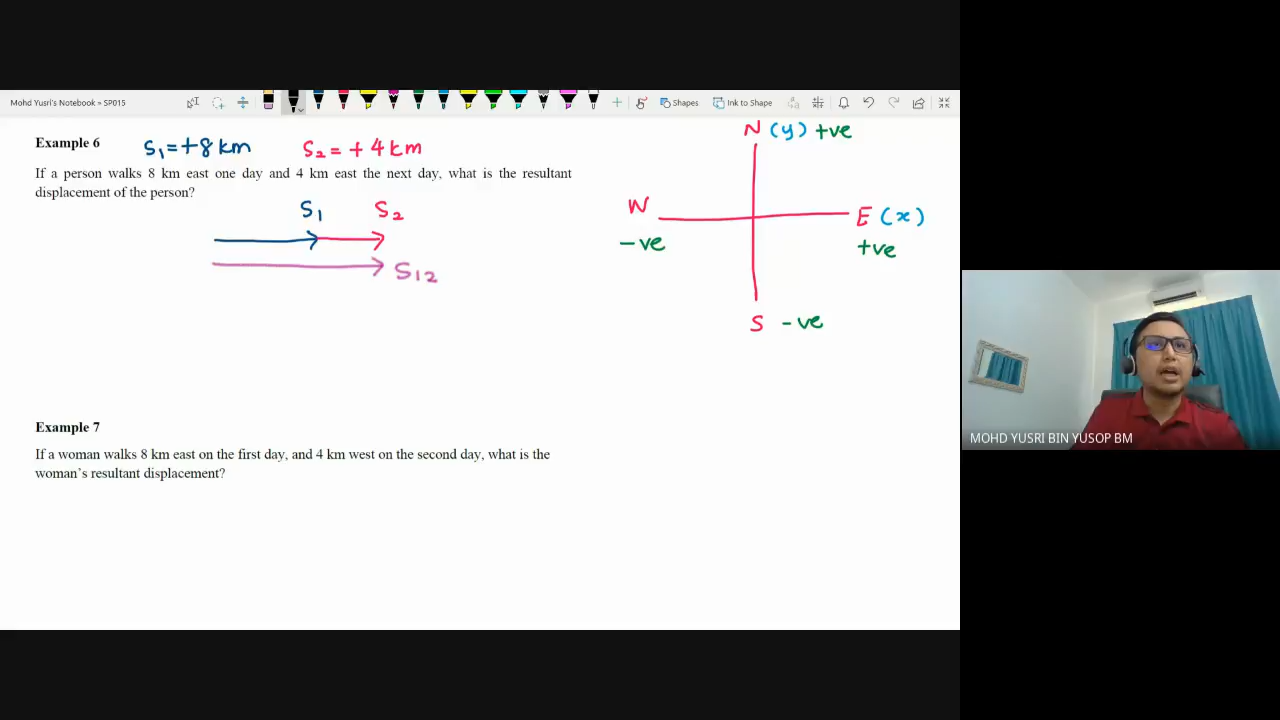 Mohd Yusri's Notebook » SP015
Shapes
Ink to Shape
Example 6
S₁ = +8 km
S₂ = + 4 km
If a person walks 8 km east one day and 4 km east the next day, what is the resultant
displacement of the person?
S₁
S₂
S₁₂
N (y) +ve
W
-ve
E (x)
+ve
S -ve
Example 7
If a woman walks 8 km east on the first day, and 4 km west on the second day, what is the
woman's resultant displacement?
MOHD YUSRI BIN YUSOP BM